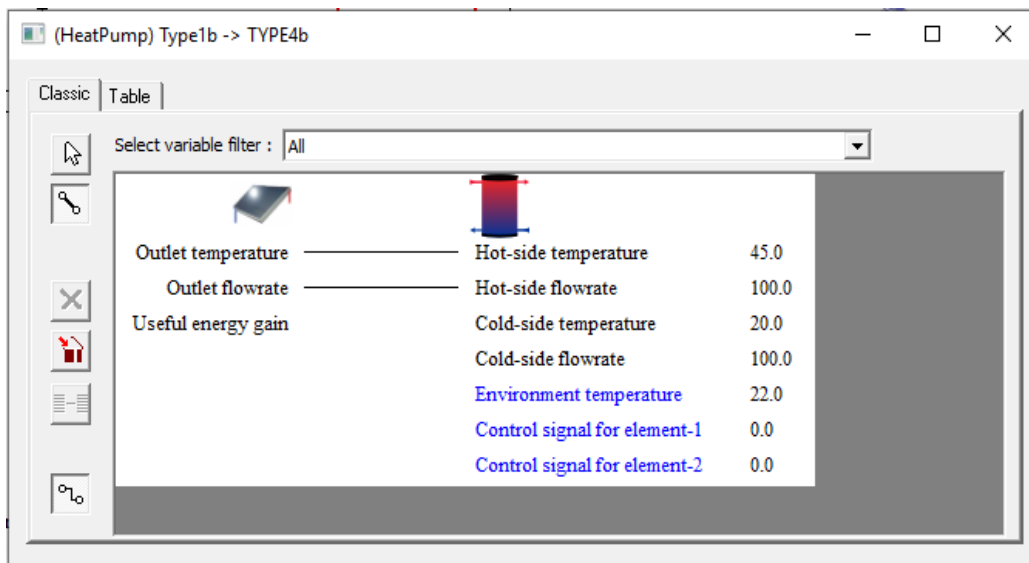 (HeatPump) Type1b -> TYPE4b
Classic Table
Select variable filter : All
Outlet temperature Hot-side temperature 45.0
Outlet flowrate Hot-side flowrate 100.0
Useful energy gain Cold-side temperature 20.0
Cold-side flowrate 100.0
Environment temperature 22.0
Control signal for element-1 0.0
Control signal for element-2 0.0